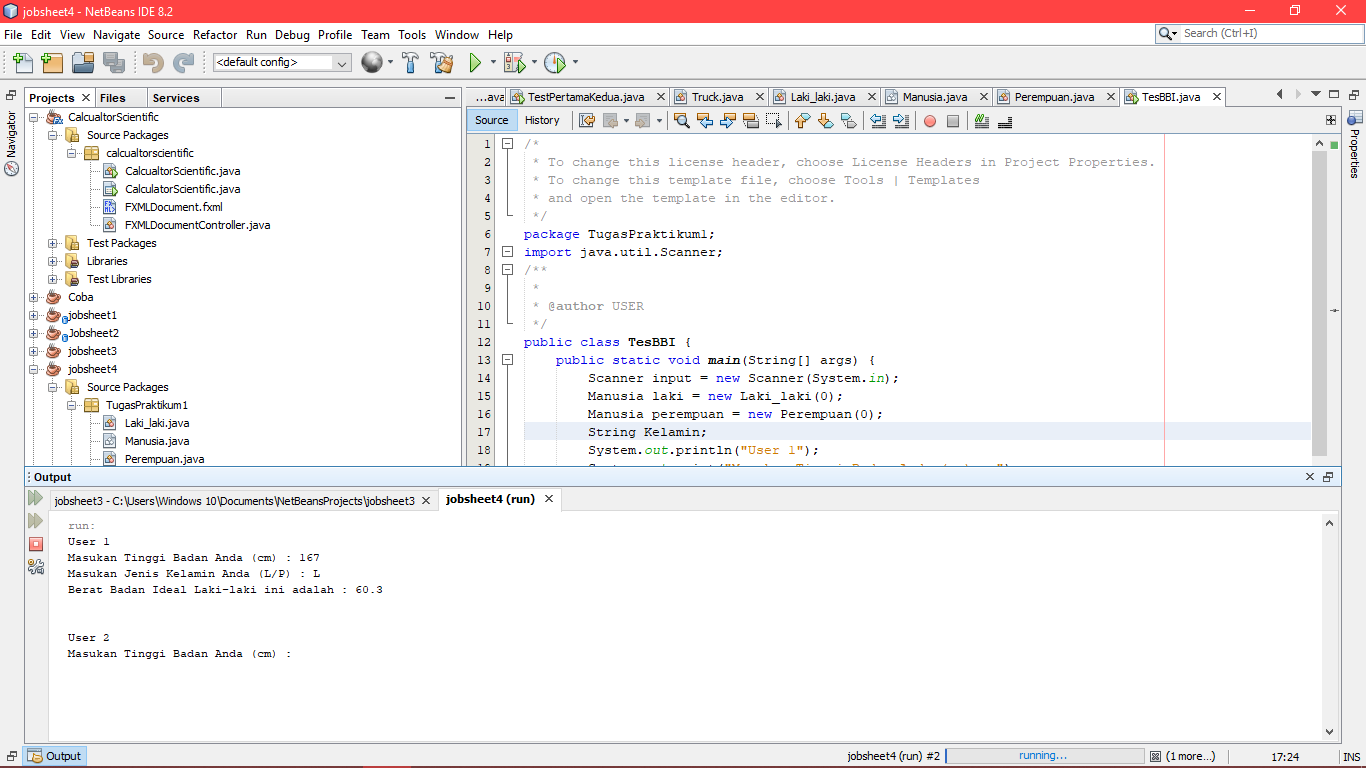 jobsheet4 - NetBeans IDE 8.2
File Edit View Navigate Source Refactor Run Debug Profile Team Tools Window Help
Search (Ctrl+I)
<default config>
Projects Files Services
Navigator
CalcualtorScientific
Source Packages
calcualtorscientific
CalcualtorScientific.java
CalculatorScientific.java
FXMLDocument.fxml
FXMLDocumentController.java
Test Packages
Libraries
Test Libraries
Coba
jobsheet1
Jobsheet2
jobsheet3
jobsheet4
Source Packages
TugasPraktikum1
Laki_laki.java
Manusia.java
Perempuan.java
...ava TestPertamaKedua.java Truck.java Laki_laki.java Manusia.java Perempuan.java TesBBI.java
Source History
Properties
1 /*
2 * To change this license header, choose License Headers in Project Properties.
3 * To change this template file, choose Tools | Templates
4 * and open the template in the editor.
5 */
6 package TugasPraktikum1;
7 import java.util.Scanner;
8 /**
9 *
10 * @author USER
11 */
12 public class TesBBI {
13 public static void main(String[] args) {
14 Scanner input = new Scanner(System.in);
15 Manusia laki = new Laki_laki(0);
16 Manusia perempuan = new Perempuan(0);
17 String Kelamin;
18 System.out.println("User 1");
Output
jobsheet3 - C:\Users\Windows 10\Documents\NetBeansProjects\jobsheet3 jobsheet4 (run)
run:
User 1
Masukan Tinggi Badan Anda (cm) : 167
Masukan Jenis Kelamin Anda (L/P) : L
Berat Badan Ideal Laki-laki ini adalah : 60.3
User 2
Masukan Tinggi Badan Anda (cm) :
Output
jobsheet4 (run) #2 running... (1 more...) 17:24 INS